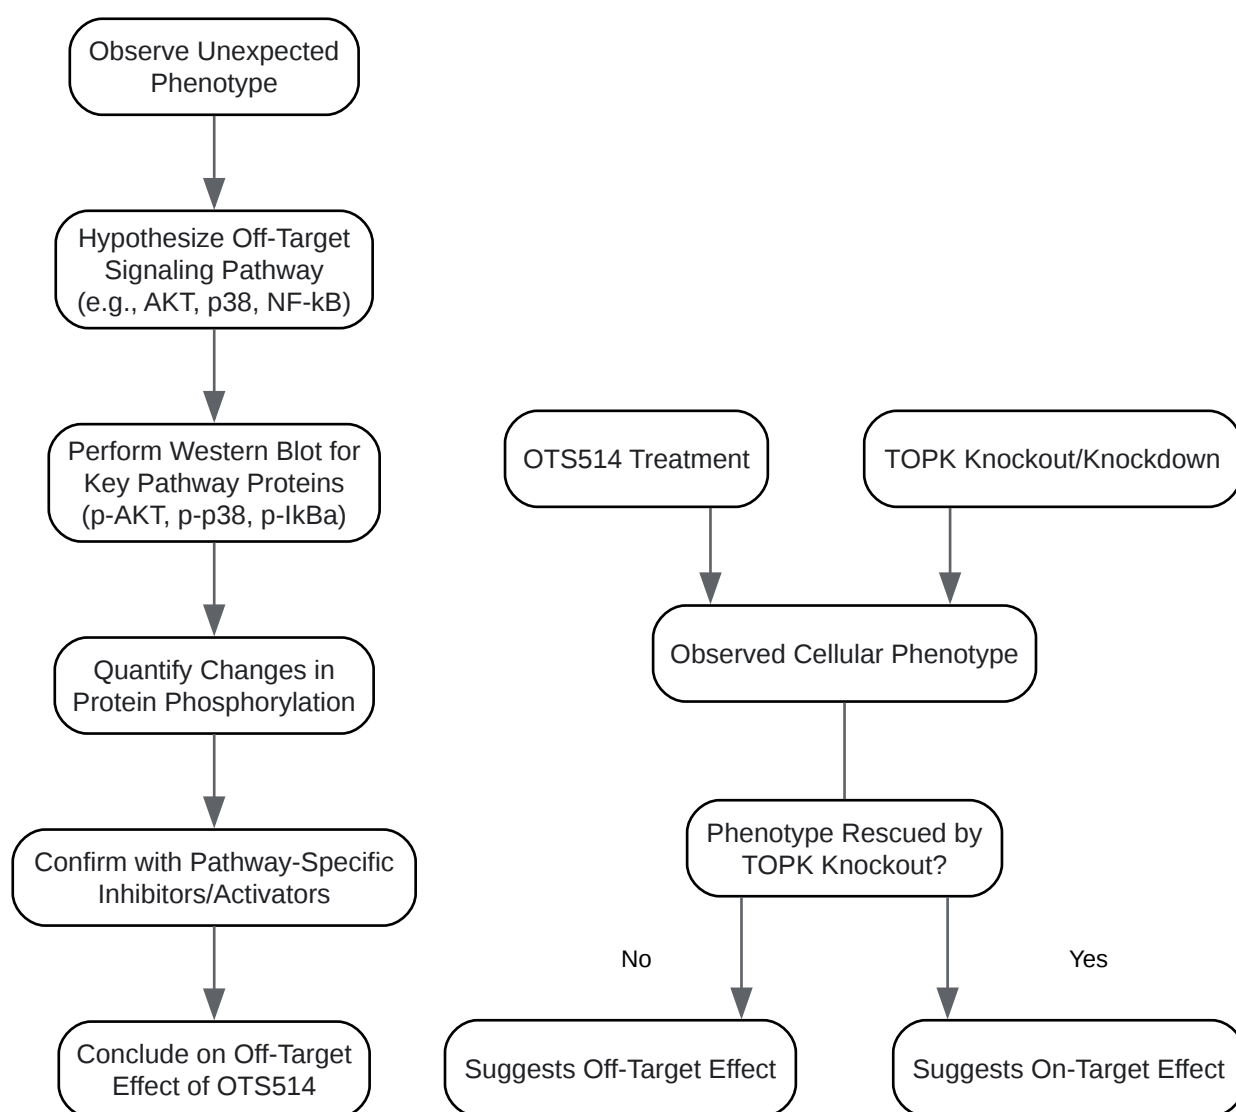 Observe Unexpected
Phenotype
Hypothesize Off-Target
Signaling Pathway
(e.g., AKT, p38, NF-kB)
Perform Western Blot for
Key Pathway Proteins
(p-AKT, p-p38, p-IkBa)
Quantify Changes in
Protein Phosphorylation
Confirm with Pathway-Specific
Inhibitors/Activators
Conclude on Off-Target
Effect of OTS514
OTS514 Treatment
TOPK Knockout/Knockdown
Observed Cellular Phenotype
Phenotype Rescued by
TOPK Knockout?
No
Yes
Suggests Off-Target Effect
Suggests On-Target Effect